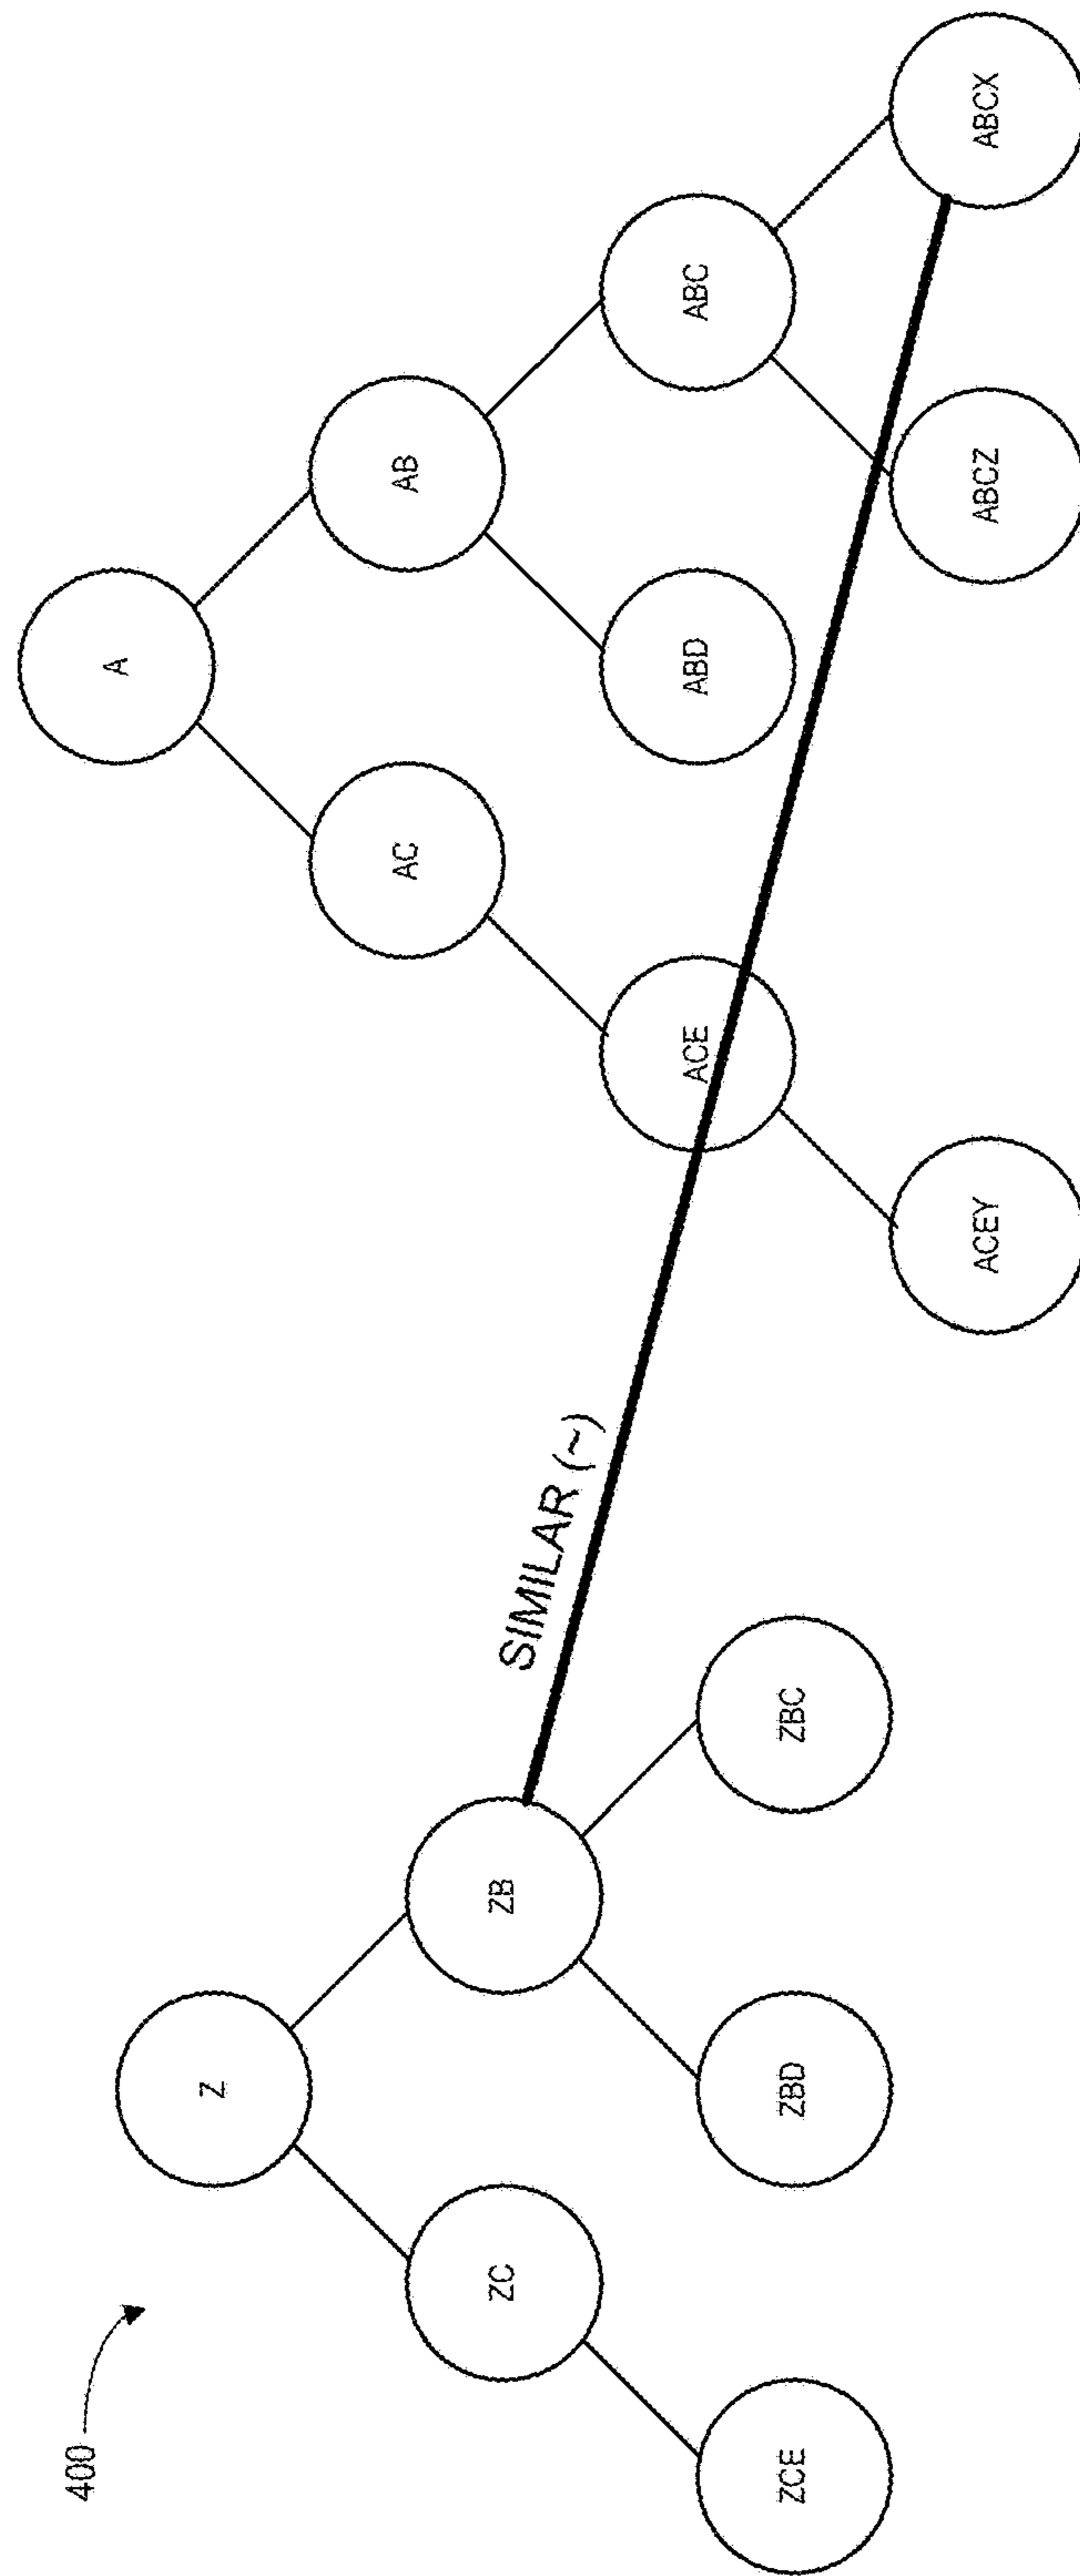 400
A
Z
AC
AB
ZC
ZB
SIMILAR (~)
ACE
ABD
ABC
ZCE
ZBD
ZBC
ACEY
ABCZ
ABCX